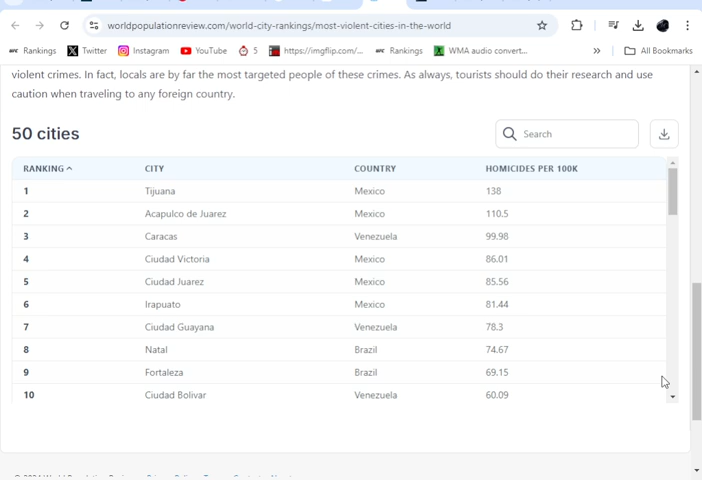 worldpopulationreview.com/world-city-rankings/most-violent-cities-in-the-world
Rankings Twitter Instagram YouTube 5 https://imgflip.com/... Rankings WMA audio convert... » All Bookmarks
violent crimes. In fact, locals are by far the most targeted people of these crimes. As always, tourists should do their research and use
caution when traveling to any foreign country.
50 cities
Search
RANKING CITY COUNTRY HOMICIDES PER 100K
1 Tijuana Mexico 138
2 Acapulco de Juarez Mexico 110.5
3 Caracas Venezuela 99.98
4 Ciudad Victoria Mexico 86.01
5 Ciudad Juarez Mexico 85.56
6 Irapuato Mexico 81.44
7 Ciudad Guayana Venezuela 78.3
8 Natal Brazil 74.67
9 Fortaleza Brazil 69.15
10 Ciudad Bolivar Venezuela 60.09